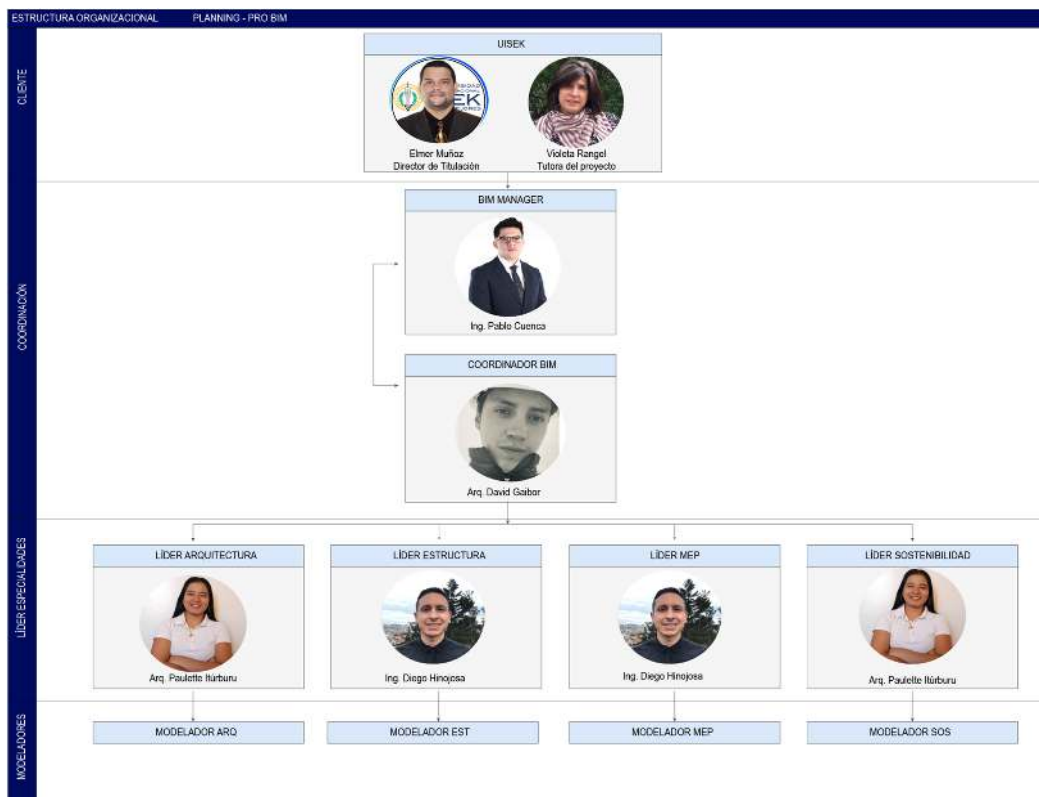 ESTRUCTURA ORGANIZACIONAL PLANNING - PRO BIM
CLIENTE
UISEK
EK
Elmer Muñoz
Director de Titulación
Violeta Rangel
Tutora del proyecto
COORDINACIÓN
BIM MANAGER
Ing. Pablo Cuenca
COORDINADOR BIM
Arq. David Gaibor
LÍDER ESPECIALIDADES
LÍDER ARQUITECTURA
Arq. Paulette Itúrburu
LÍDER ESTRUCTURA
Ing. Diego Hinojosa
LÍDER MEP
Ing. Diego Hinojosa
LÍDER SOSTENIBILIDAD
Arq. Paulette Itúrburu
MODELADORES
MODELADOR ARQ
MODELADOR EST
MODELADOR MEP
MODELADOR SOS